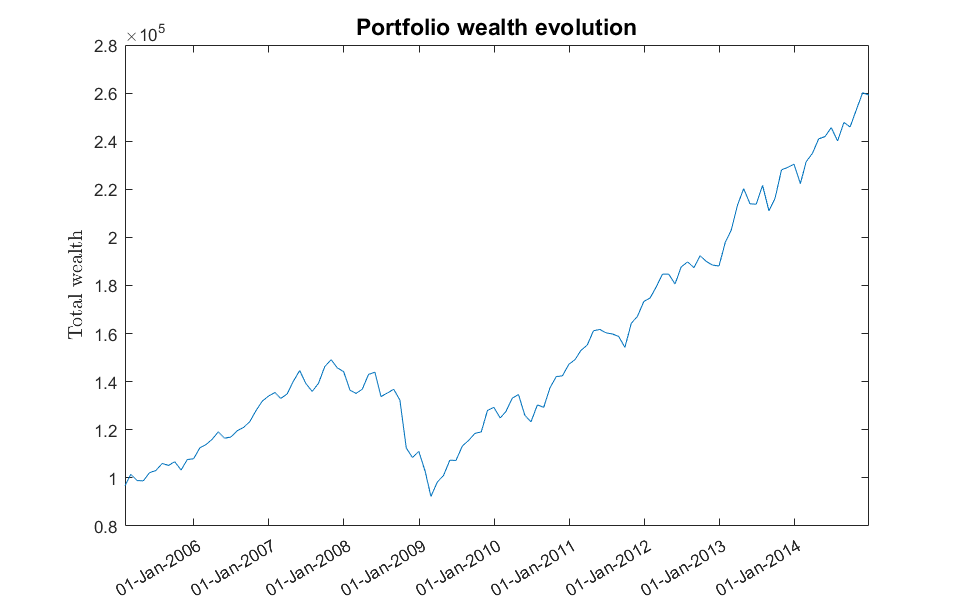 Portfolio wealth evolution
×10^5
2.8
2.6
2.4
2.2
2
1.8
1.6
1.4
1.2
1
0.8
Total wealth
01-Jan-2006
01-Jan-2007
01-Jan-2008
01-Jan-2009
01-Jan-2010
01-Jan-2011
01-Jan-2012
01-Jan-2013
01-Jan-2014